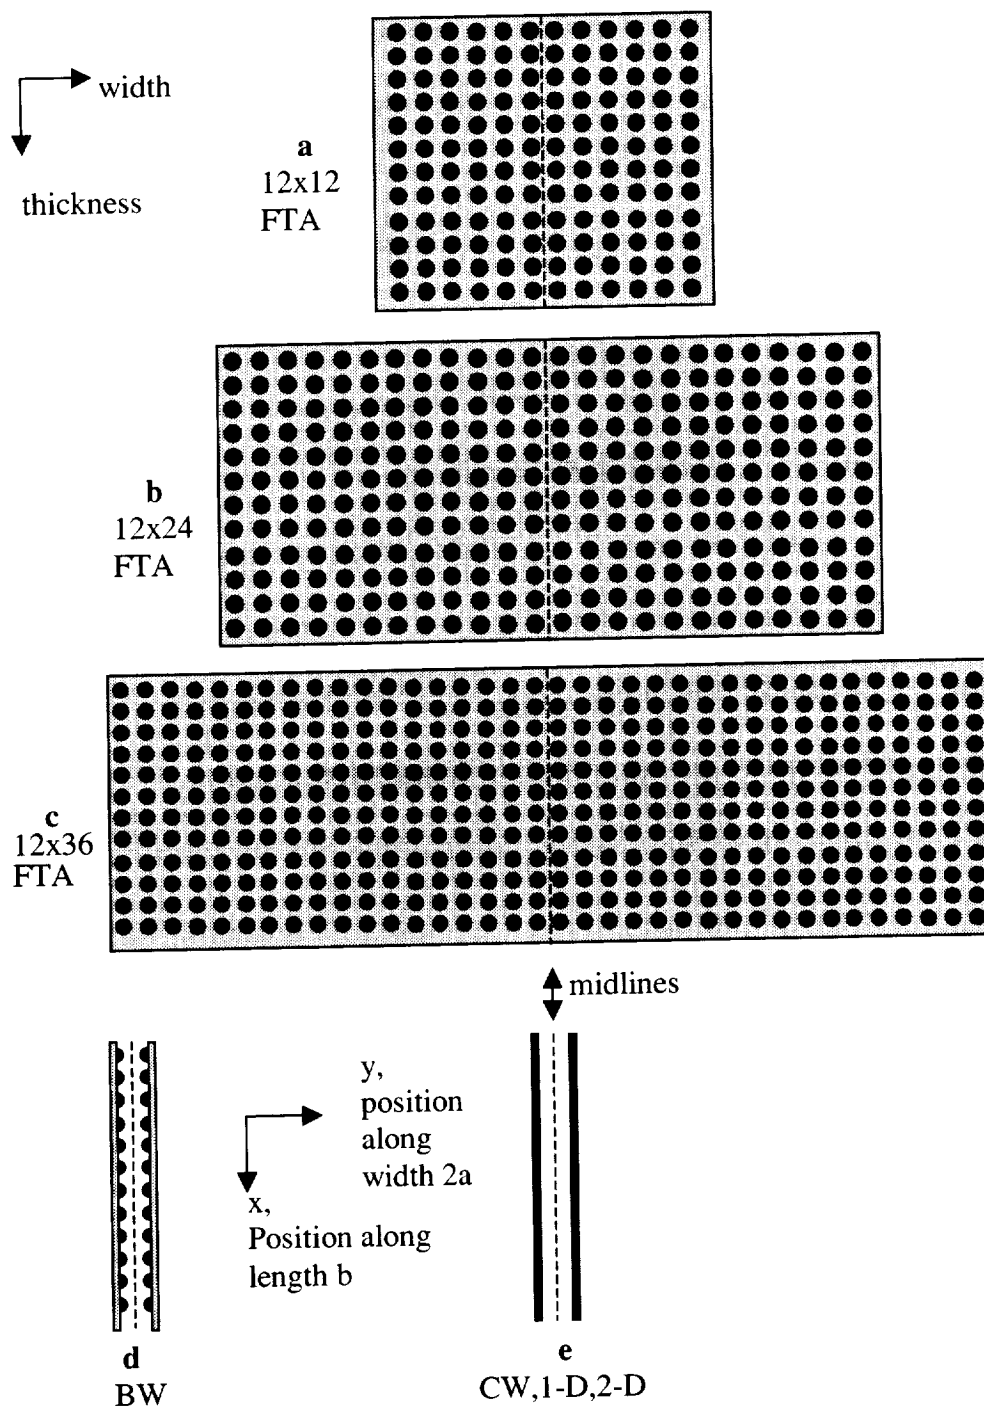 width
thickness
a
12x12
FTA
b
12x24
FTA
c
12x36
FTA
midlines
y,
position
along
width 2a
x,
Position along
length b
d
BW
e
CW,1-D,2-D